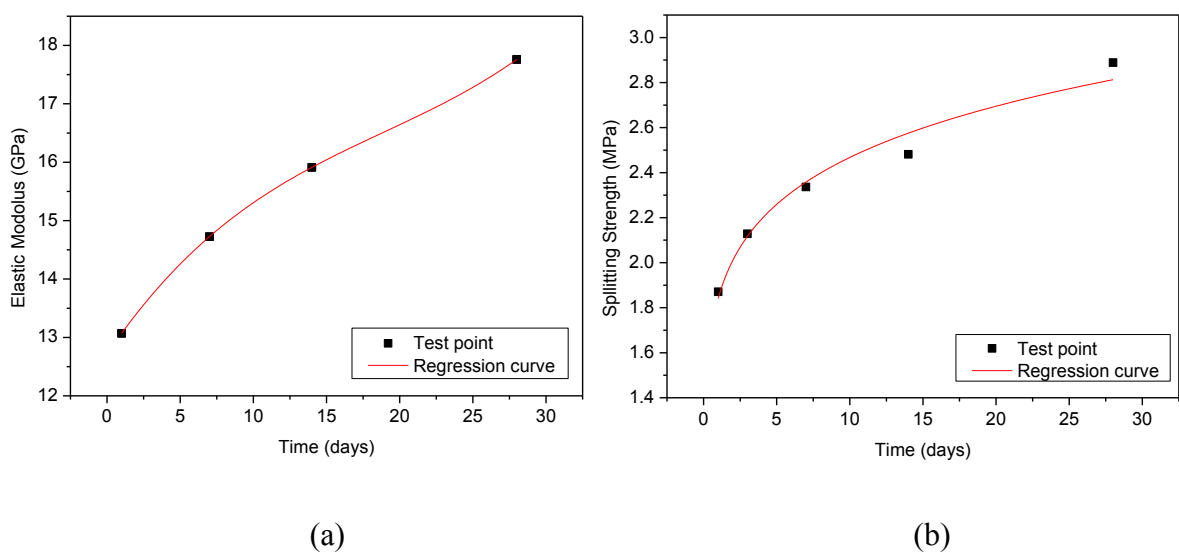 18
17
16
15
14
13
12
Elastic Modolus (GPa)
0 5 10 15 20 25 30
Time (days)
Test point
Regression curve
(a)
3.0
2.8
2.6
2.4
2.2
2.0
1.8
1.6
1.4
Spllitting Strength (MPa)
0 5 10 15 20 25 30
Time (days)
Test point
Regression curve
(b)